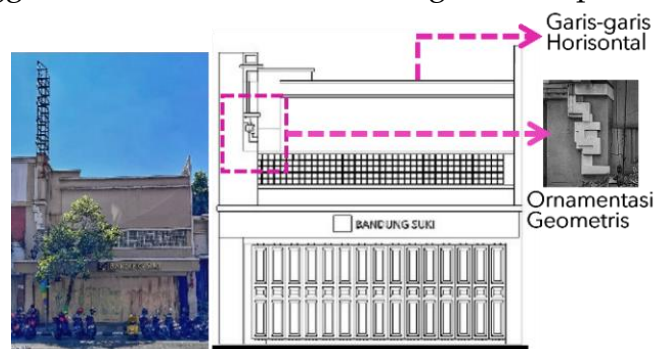 Garis-garis
Horisontal
Ornamentasi
Geometris
BANDUNG SUKI